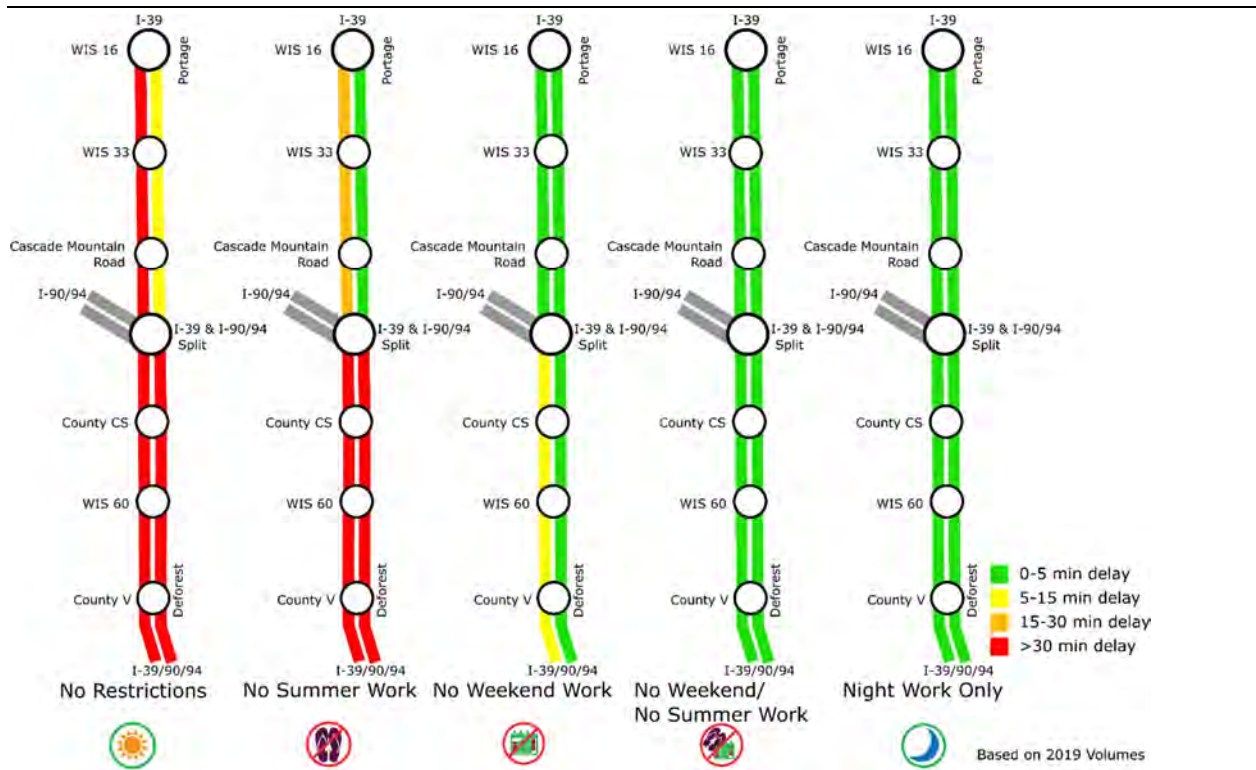 I-39
WIS 16
Portage
WIS 33
Cascade Mountain
Road
I-90/94
I-39 & I-90/94
Split
County CS
WIS 60
County V
Deforest
I-39/90/94
No Restrictions
I-39
WIS 16
Portage
WIS 33
Cascade Mountain
Road
I-90/94
I-39 & I-90/94
Split
County CS
WIS 60
County V
Deforest
I-39/90/94
No Summer Work
I-39
WIS 16
Portage
WIS 33
Cascade Mountain
Road
I-90/94
I-39 & I-90/94
Split
County CS
WIS 60
County V
Deforest
I-39/90/94
No Weekend Work
I-39
WIS 16
Portage
WIS 33
Cascade Mountain
Road
I-90/94
I-39 & I-90/94
Split
County CS
WIS 60
County V
Deforest
I-39/90/94
No Weekend/
No Summer Work
I-39
WIS 16
Portage
WIS 33
Cascade Mountain
Road
I-90/94
I-39 & I-90/94
Split
County CS
WIS 60
County V
Deforest
I-39/90/94
Night Work Only
0-5 min delay
5-15 min delay
15-30 min delay
>30 min delay
Based on 2019 Volumes